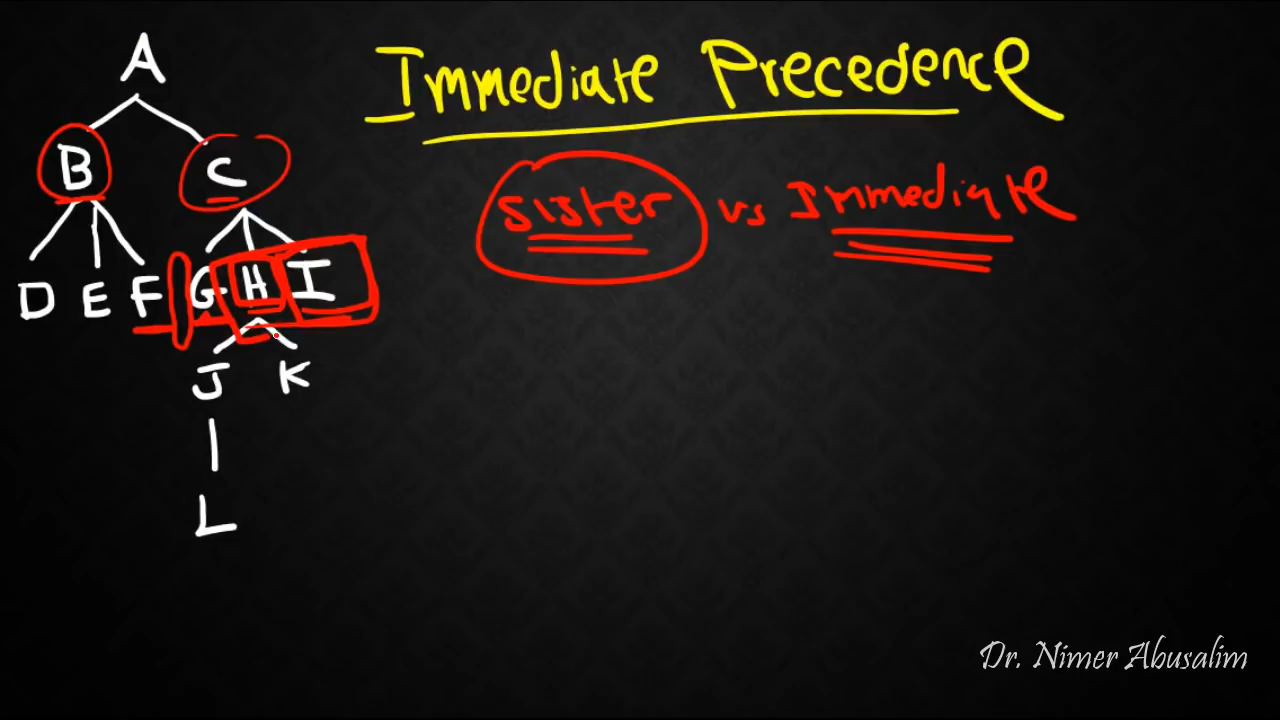 A
Immediate Precedence
B C
sister vs Immediate
D E F G H I
J K
L
Dr. Nimer Abusalim